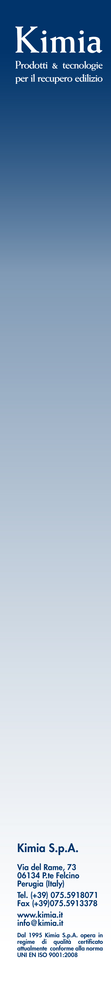 Kimia
Prodotti & tecnologie
per il recupero edilizio
Kimia S.p.A.
Via del Rame, 73
06134 P.te Felcino
Perugia (Italy)
Tel. (+39) 075.5918071
Fax (+39)075.5913378
www.kimia.it
info@kimia.it
Dal 1995 Kimia S.p.A. opera in
regime di qualità certificato
attualmente conforme alla norma
UNI EN ISO 9001:2008